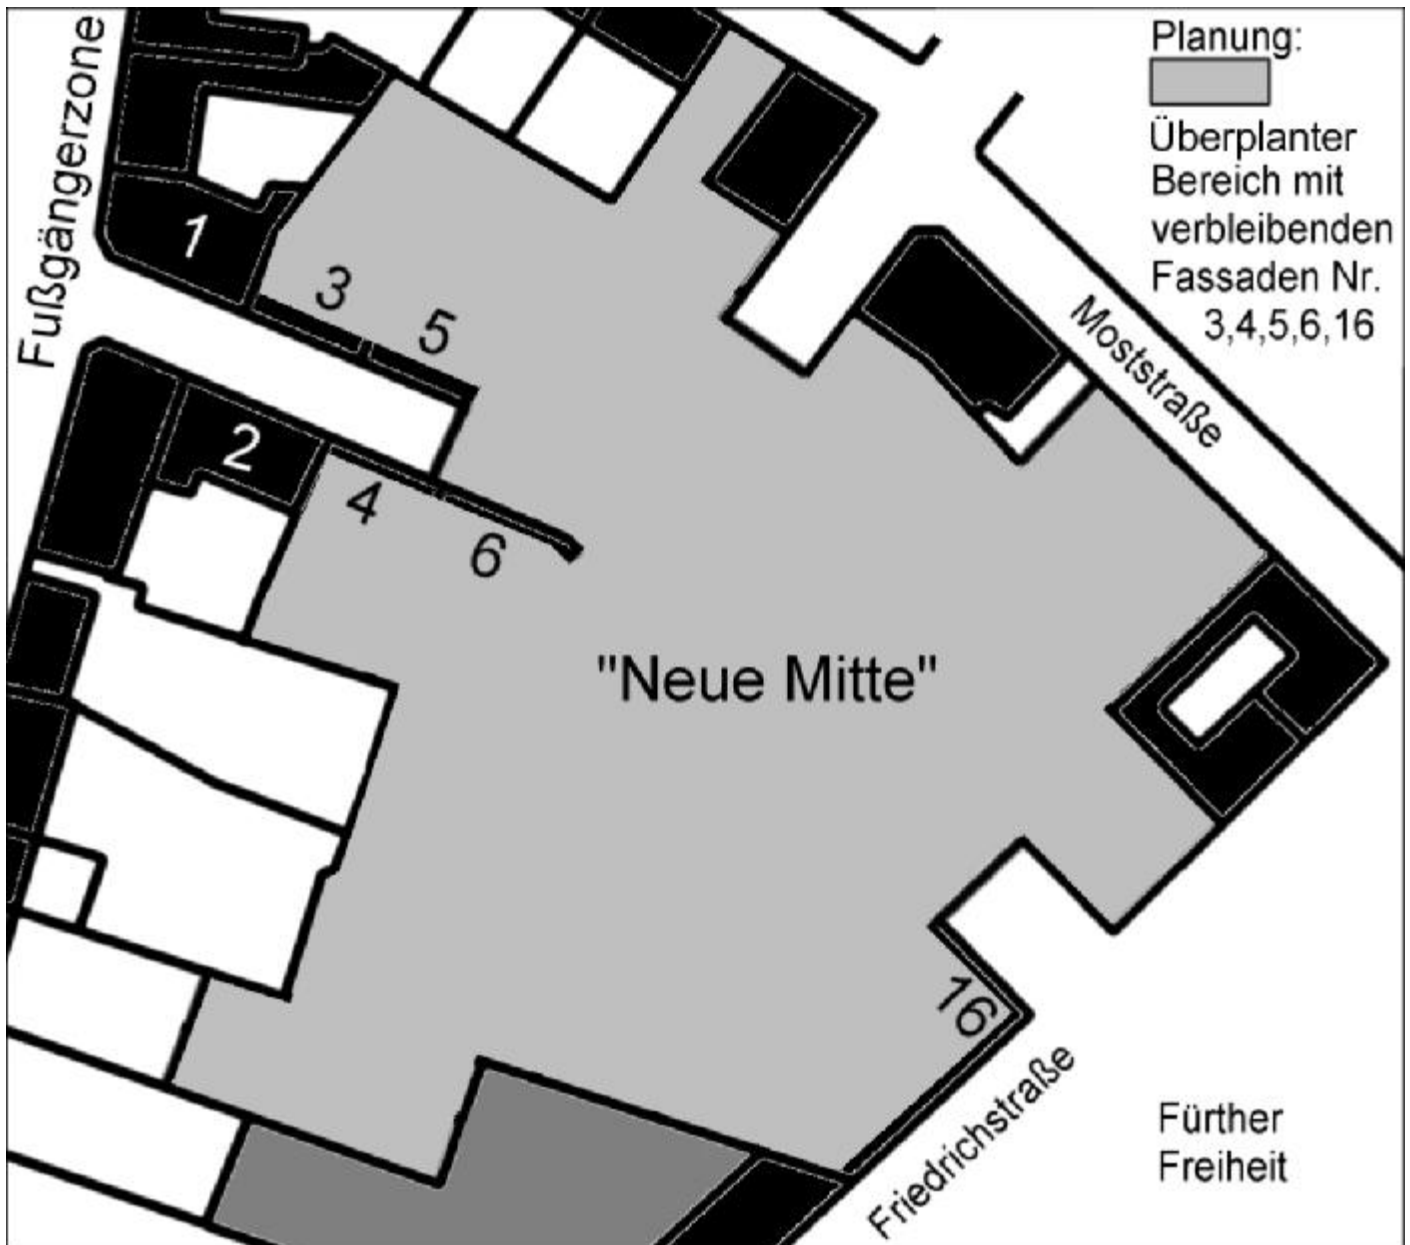 Planung:
Überplanter
Bereich mit
verbleibenden
Fassaden Nr.
3,4,5,6,16
Fußgängerzone
1
3
5
2
4
6
Moststraße
"Neue Mitte"
16
Friedrichstraße
Fürther
Freiheit